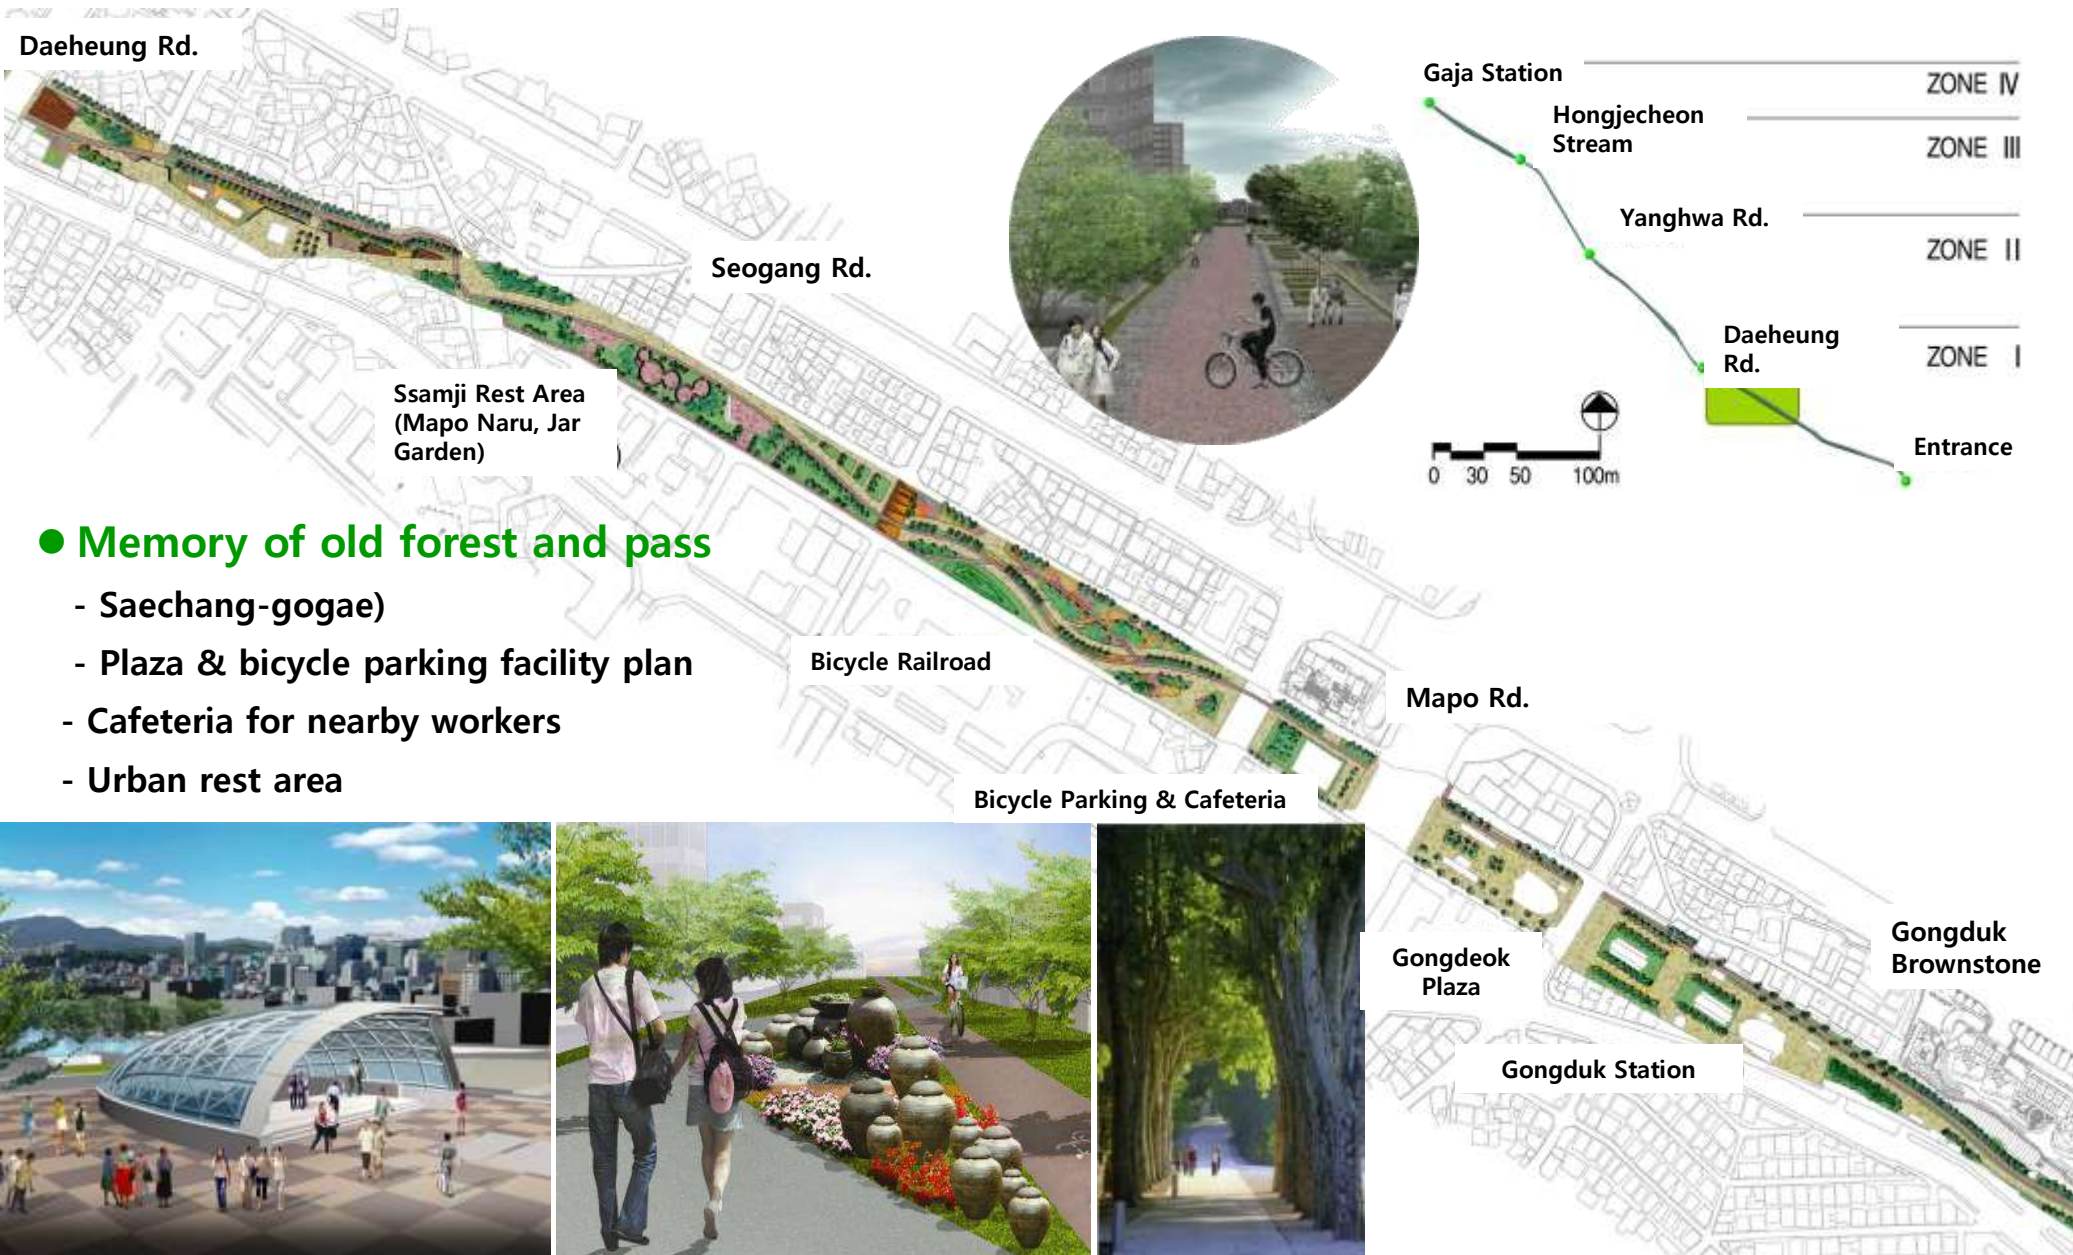 Daeheung Rd.
Gaja Station
ZONE IV
Hongjecheon
Stream
ZONE III
Yanghwa Rd.
ZONE II
Seogang Rd.
Daeheung
Rd.
ZONE I
Ssamji Rest Area
(Mapo Naru, Jar
Garden)
)
Entrance
0 30 50 100m
● Memory of old forest and pass
- Saechang-gogae)
- Plaza & bicycle parking facility plan
- Cafeteria for nearby workers
- Urban rest area
Bicycle Railroad
Mapo Rd.
Bicycle Parking & Cafeteria
Gongduk
Brownstone
Gongdeok
Plaza
Gongduk Station